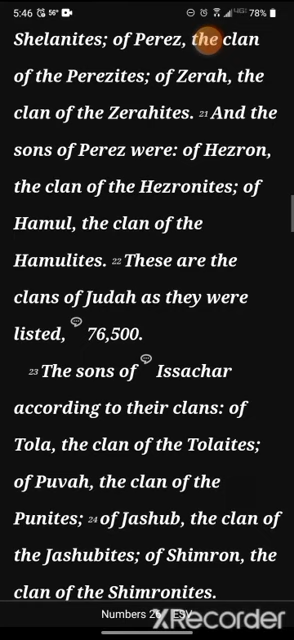 5:46 56° 78%
Shelanites; of Perez, the clan
of the Perezites; of Zerah, the
clan of the Zerahites. 21 And the
sons of Perez were: of Hezron,
the clan of the Hezronites; of
Hamul, the clan of the
Hamulites. 22 These are the
clans of Judah as they were
listed, 76,500.
23 The sons of Issachar
according to their clans: of
Tola, the clan of the Tolaites;
of Puvah, the clan of the
Punites; 24 of Jashub, the clan of
the Jashubites; of Shimron, the
clan of the Shimronites.
Numbers 26 ESV
XRecorder